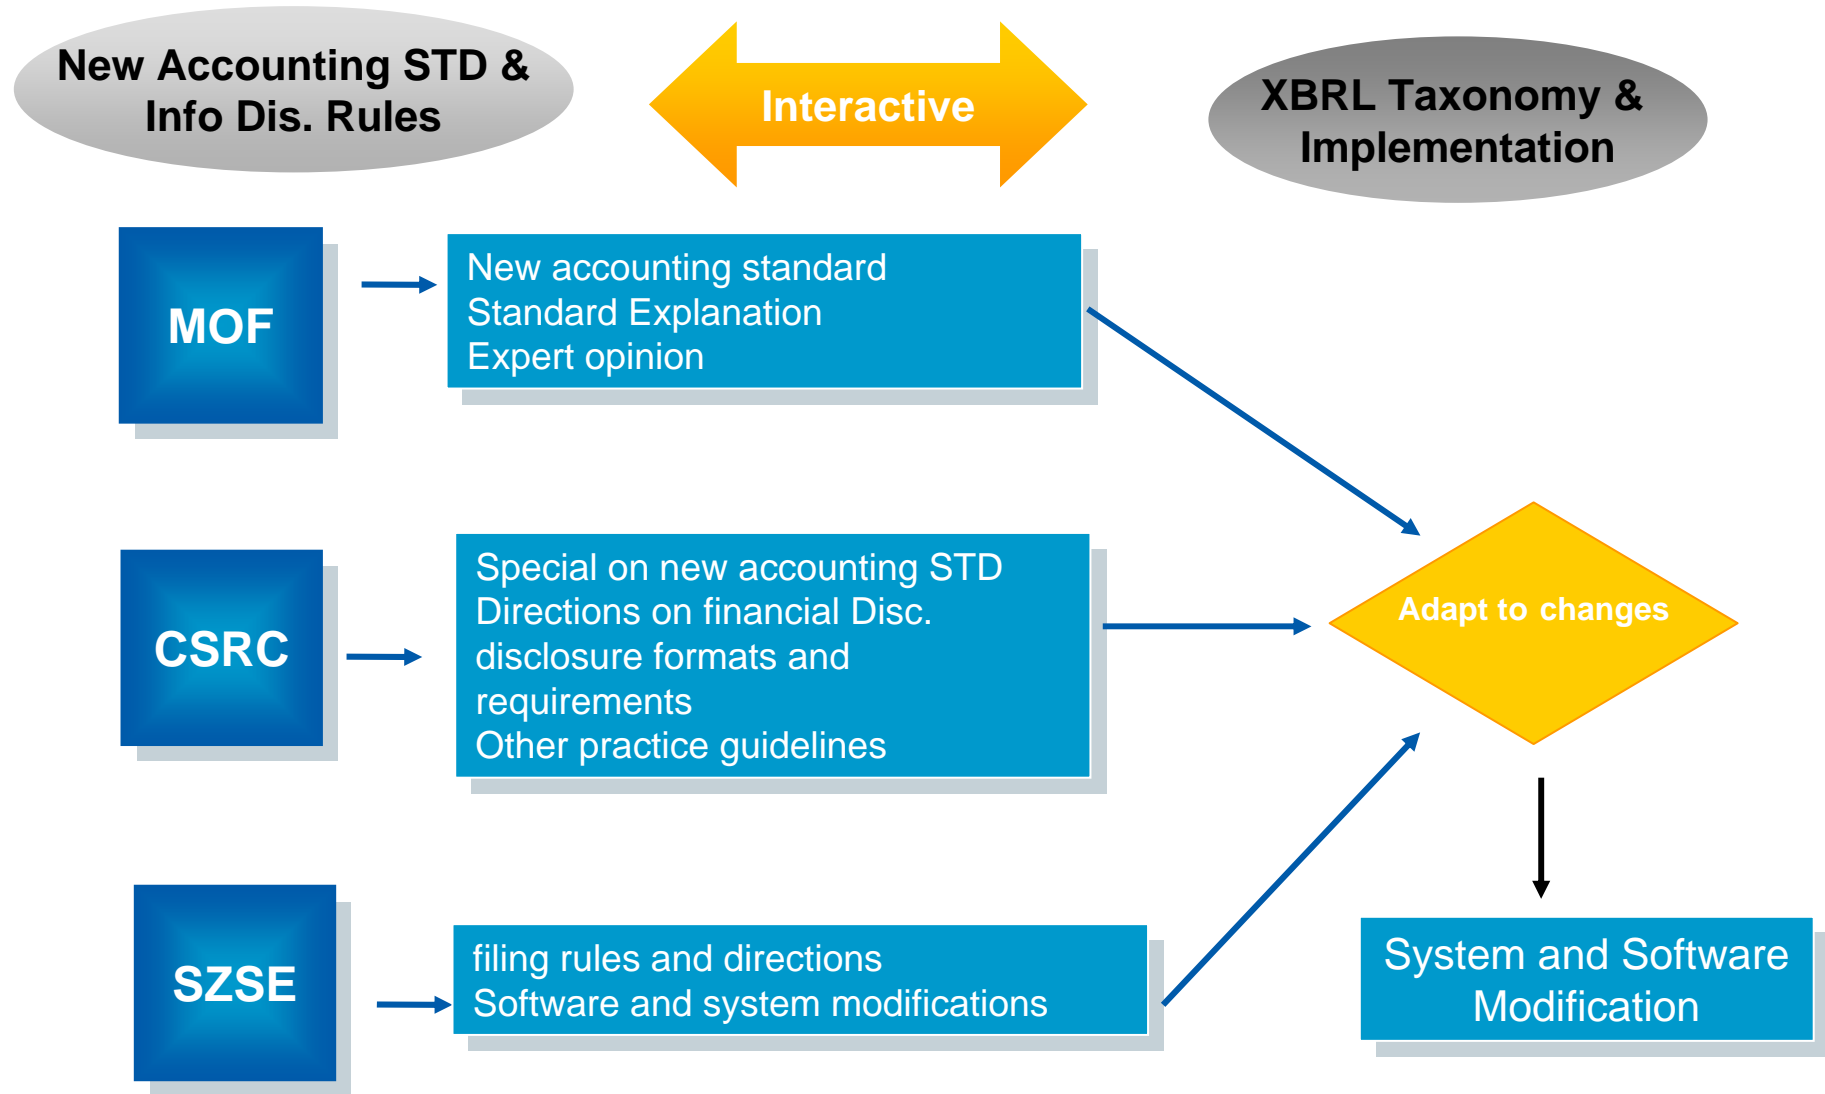 New Accounting STD &
Info Dis. Rules
Interactive
XBRL Taxonomy &
Implementation
MOF
New accounting standard
Standard Explanation
Expert opinion
CSRC
Special on new accounting STD
Directions on financial Disc.
disclosure formats and
requirements
Other practice guidelines
Adapt to changes
SZSE
filing rules and directions
Software and system modifications
System and Software
Modification